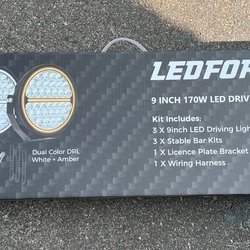 LEDFOR
9 INCH 170W LED DRIV
Kit Includes:
3 X 9inch LED Driving Ligh
3 X Stable Bar Kits
1 X Licence Plate Bracket
1 X Wiring Harness
Dual Color DRL
White + Amber